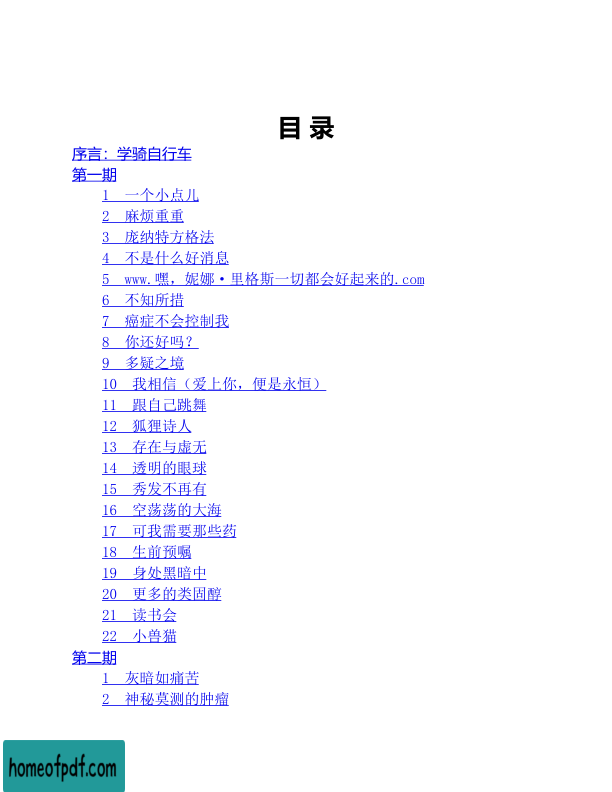 目 录
序言：学骑自行车
第一期
1 一个小点儿
2 麻烦重重
3 庞纳特方格法
4 不是什么好消息
5 www.嘿，妮娜·里格斯一切都会好起来的.com
6 不知所措
7 癌症不会控制我
8 你还好吗？
9 多疑之境
10 我相信（爱上你，便是永恒）
11 跟自己跳舞
12 狐狸诗人
13 存在与虚无
14 透明的眼球
15 秀发不再有
16 空荡荡的大海
17 可我需要那些药
18 生前预嘱
19 身处黑暗中
20 更多的类固醇
21 读书会
22 小兽猫
第二期
1 灰暗如痛苦
2 神秘莫测的肿瘤
homeofpdf.com